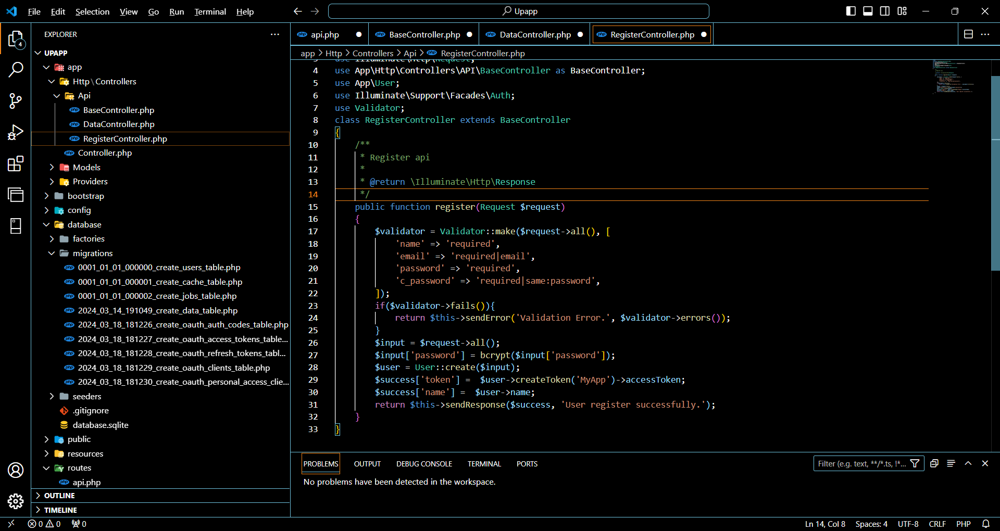 File Edit Selection View Go Run Terminal Help
Upapp
EXPLORER
4
UPAPP
app
Http\Controllers
Api
BaseController.php
DataController.php
RegisterController.php
Controller.php
Models
Providers
bootstrap
config
database
factories
migrations
0001_01_01_000000_create_users_table.php
0001_01_01_000001_create_cache_table.php
0001_01_01_000002_create_jobs_table.php
2024_03_14_191049_create_data_table.php
2024_03_18_181226_create_oauth_auth_codes_table.php
2024_03_18_181227_create_oauth_access_tokens_table...
2024_03_18_181228_create_oauth_refresh_tokens_tabl...
2024_03_18_181229_create_oauth_clients_table.php
2024_03_18_181230_create_oauth_personal_access_clie...
seeders
.gitignore
database.sqlite
public
resources
routes
api.php
OUTLINE
TIMELINE
api.php BaseController.php DataController.php RegisterController.php
app > Http > Controllers > Api > RegisterController.php
3 use Illuminate\Http\Request;
4 use App\Http\Controllers\API\BaseController as BaseController;
5 use App\User;
6 use Illuminate\Support\Facades\Auth;
7 use Validator;
8 class RegisterController extends BaseController
9 {
10 /**
11 * Register api
12 *
13 * @return \Illuminate\Http\Response
14 */
15 public function register(Request $request)
16 {
17 $validator = Validator::make($request->all(), [
18 'name' => 'required',
19 'email' => 'required|email',
20 'password' => 'required',
21 'c_password' => 'required|same:password',
22 ]);
23 if($validator->fails()){
24 return $this->sendError('Validation Error.', $validator->errors());
25 }
26 $input = $request->all();
27 $input['password'] = bcrypt($input['password']);
28 $user = User::create($input);
29 $success['token'] =  $user->createToken('MyApp')->accessToken;
30 $success['name'] =  $user->name;
31 return $this->sendResponse($success, 'User register successfully.');
32 }
33 }
PROBLEMS OUTPUT DEBUG CONSOLE TERMINAL PORTS
Filter (e.g. text, **/*.ts, !*...
No problems have been detected in the workspace.
0 0 0
Ln 14, Col 8 Spaces: 4 UTF-8 CRLF PHP